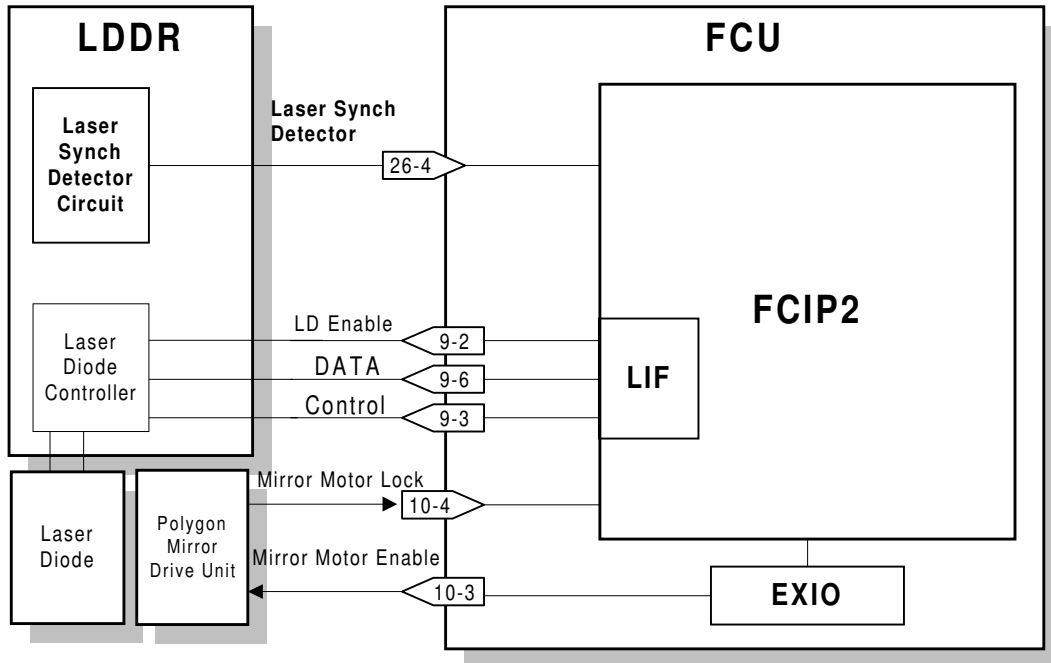 LDDR
FCU
Laser
Synch
Detector
Circuit
Laser Synch
Detector
26-4
FCIP2
Laser
Diode
Controller
LD Enable
9-2
DATA
9-6
Control
9-3
LIF
Laser
Diode
Polygon
Mirror
Drive Unit
Mirror Motor Lock
10-4
Mirror Motor Enable
10-3
EXIO